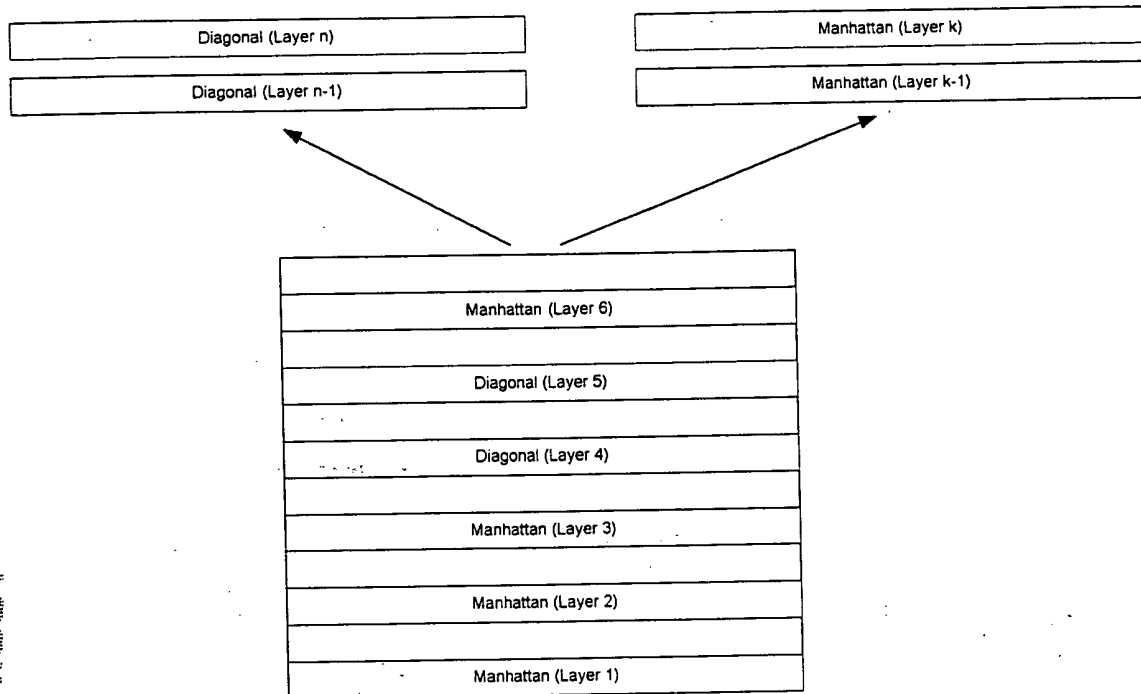 Diagonal (Layer n)
Manhattan (Layer k)
Diagonal (Layer n-1)
Manhattan (Layer k-1)
Manhattan (Layer 6)
Diagonal (Layer 5)
Diagonal (Layer 4)
Manhattan (Layer 3)
Manhattan (Layer 2)
Manhattan (Layer 1)